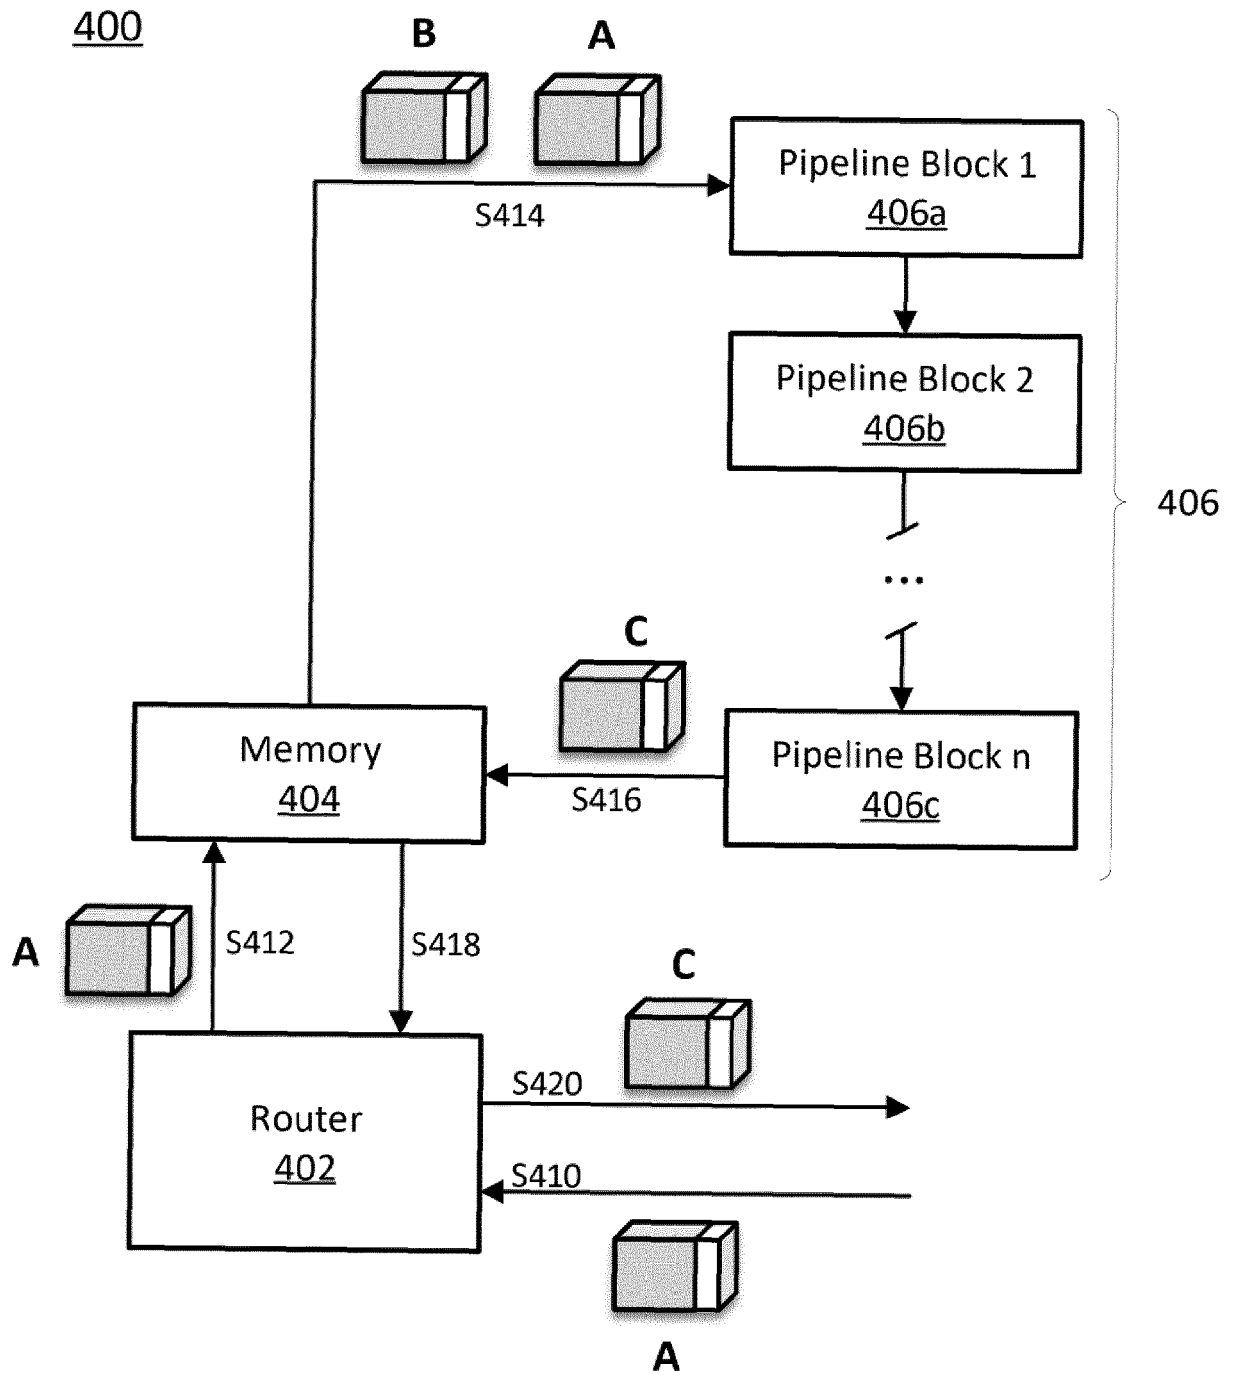 400
B
A
Pipeline Block 1
406a
S414
Pipeline Block 2
406b
406
...
C
Memory
404
Pipeline Block n
406c
S416
A
S412
S418
C
S420
Router
402
S410
A